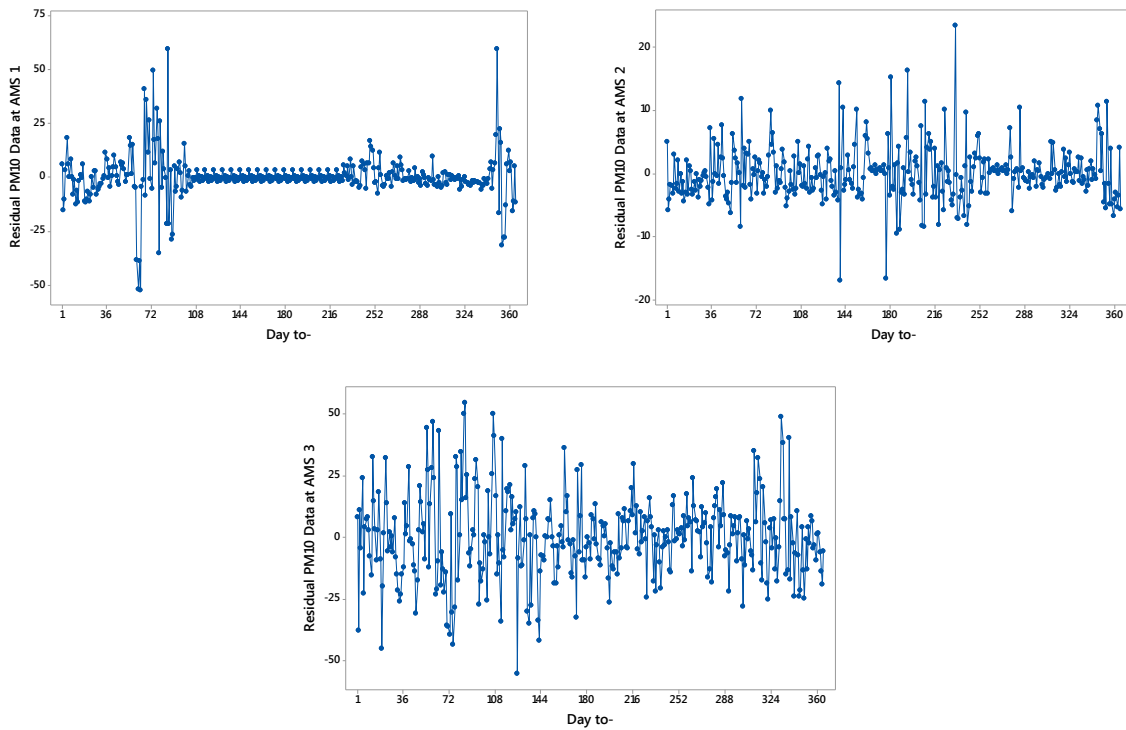 Residual PM10 Data at AMS 1
75
50
25
0
-25
-50
1 36 72 108 144 180 216 252 288 324 360
Day to-
Residual PM10 Data at AMS 2
20
10
0
-10
-20
1 36 72 108 144 180 216 252 288 324 360
Day to-
Residual PM10 Data at AMS 3
50
25
0
-25
-50
1 36 72 108 144 180 216 252 288 324 360
Day to-